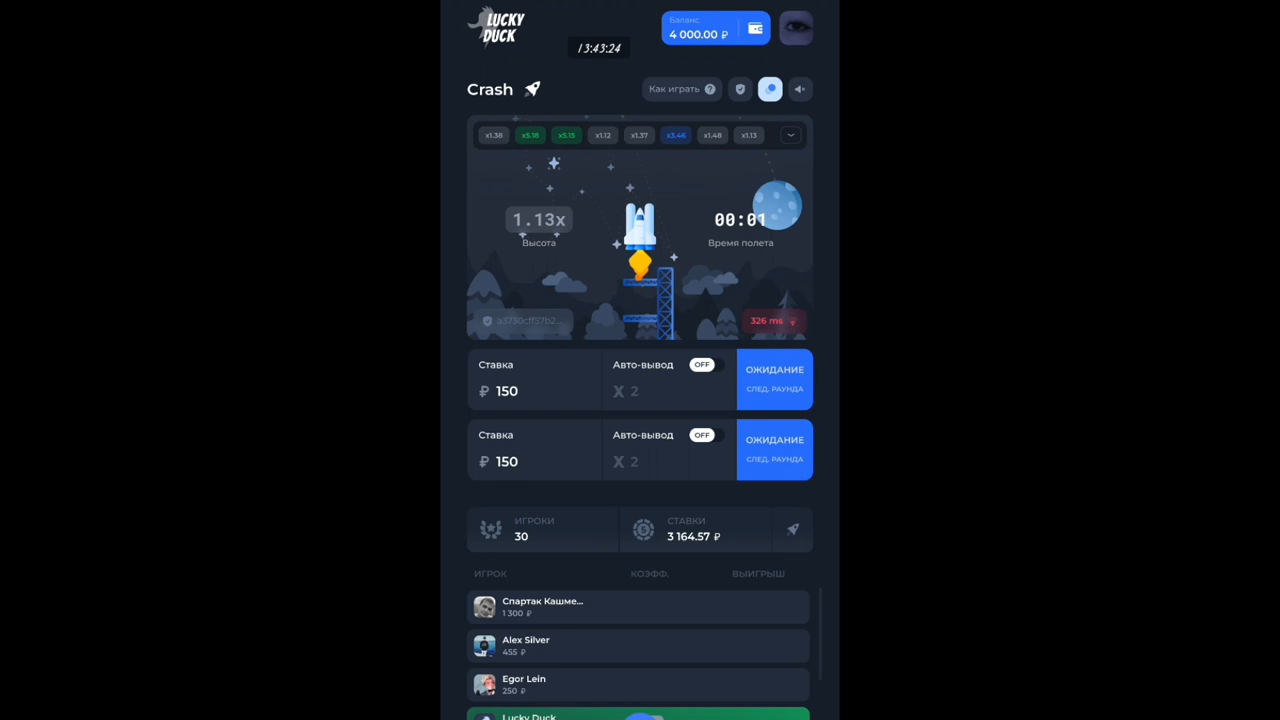 LUCKY
DUCK
13:43:24
Баланс
4 000.00 ₽
Crash
Как играть ?
x1.38 x5.18 x5.15 x1.12 x1.37 x3.46 x1.48 x1.13
1.13x
Высота
00:01
Время полета
a3730cff57b2...
326 ms
Ставка
₽ 150
Авто-вывод OFF
X 2
ОЖИДАНИЕ
СЛЕД. РАУНДА
Ставка
₽ 150
Авто-вывод OFF
X 2
ОЖИДАНИЕ
СЛЕД. РАУНДА
ИГРОКИ
30
СТАВКИ
3 164.57 ₽
ИГРОК КОЭФФ. ВЫИГРЫШ
Спартак Кашме...
1 300 ₽
Alex Silver
455 ₽
Egor Lein
250 ₽
Lucky Duck